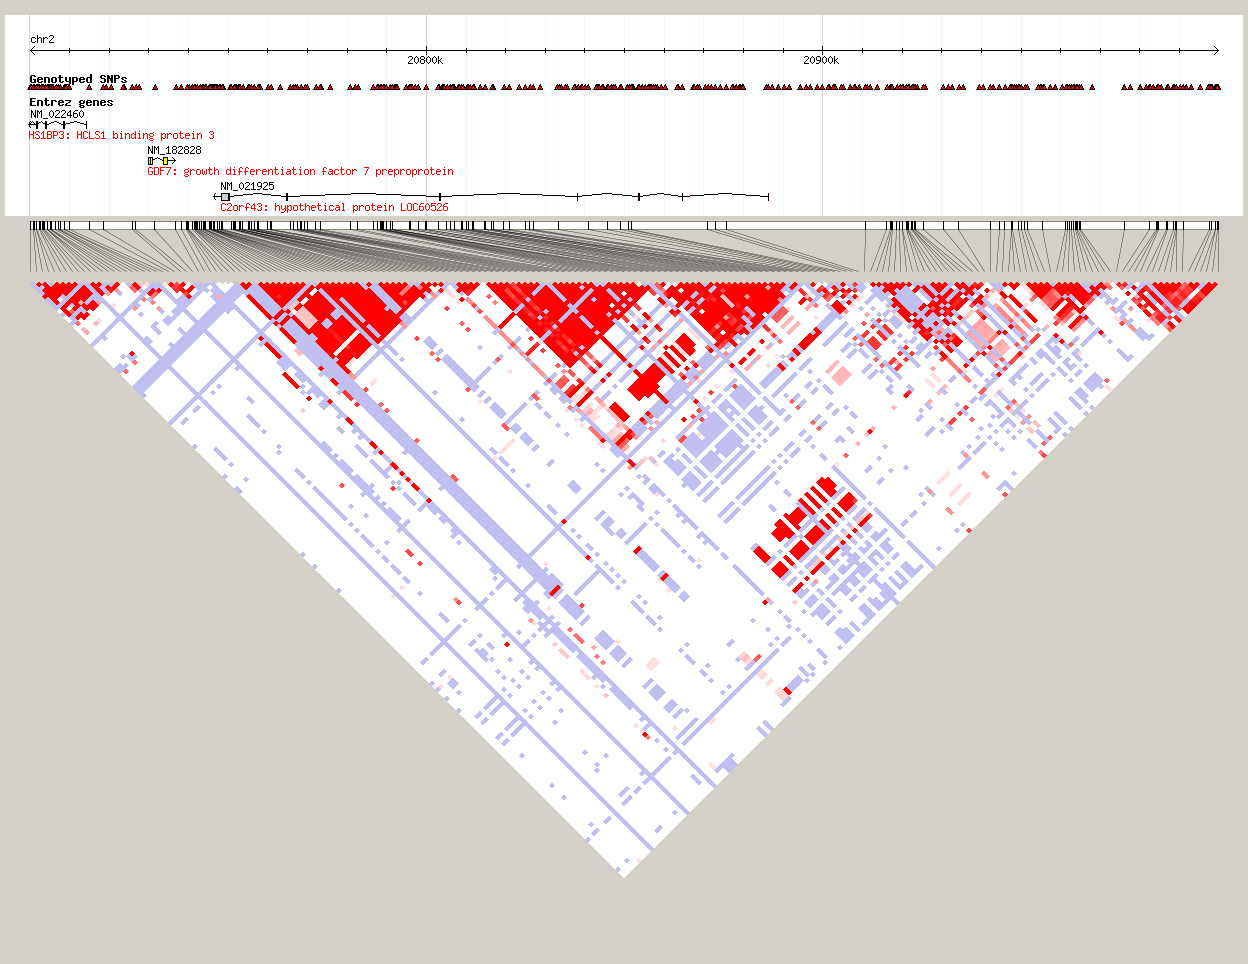 chr2
20800k 20900k
Genotyped SNPs
Entrez genes
NM_022460
HS1BP3: HCLS1 binding protein 3
NM_182828
GDF7: growth differentiation factor 7 preproprotein
NM_021925
C2orf43: hypothetical protein LOC60526